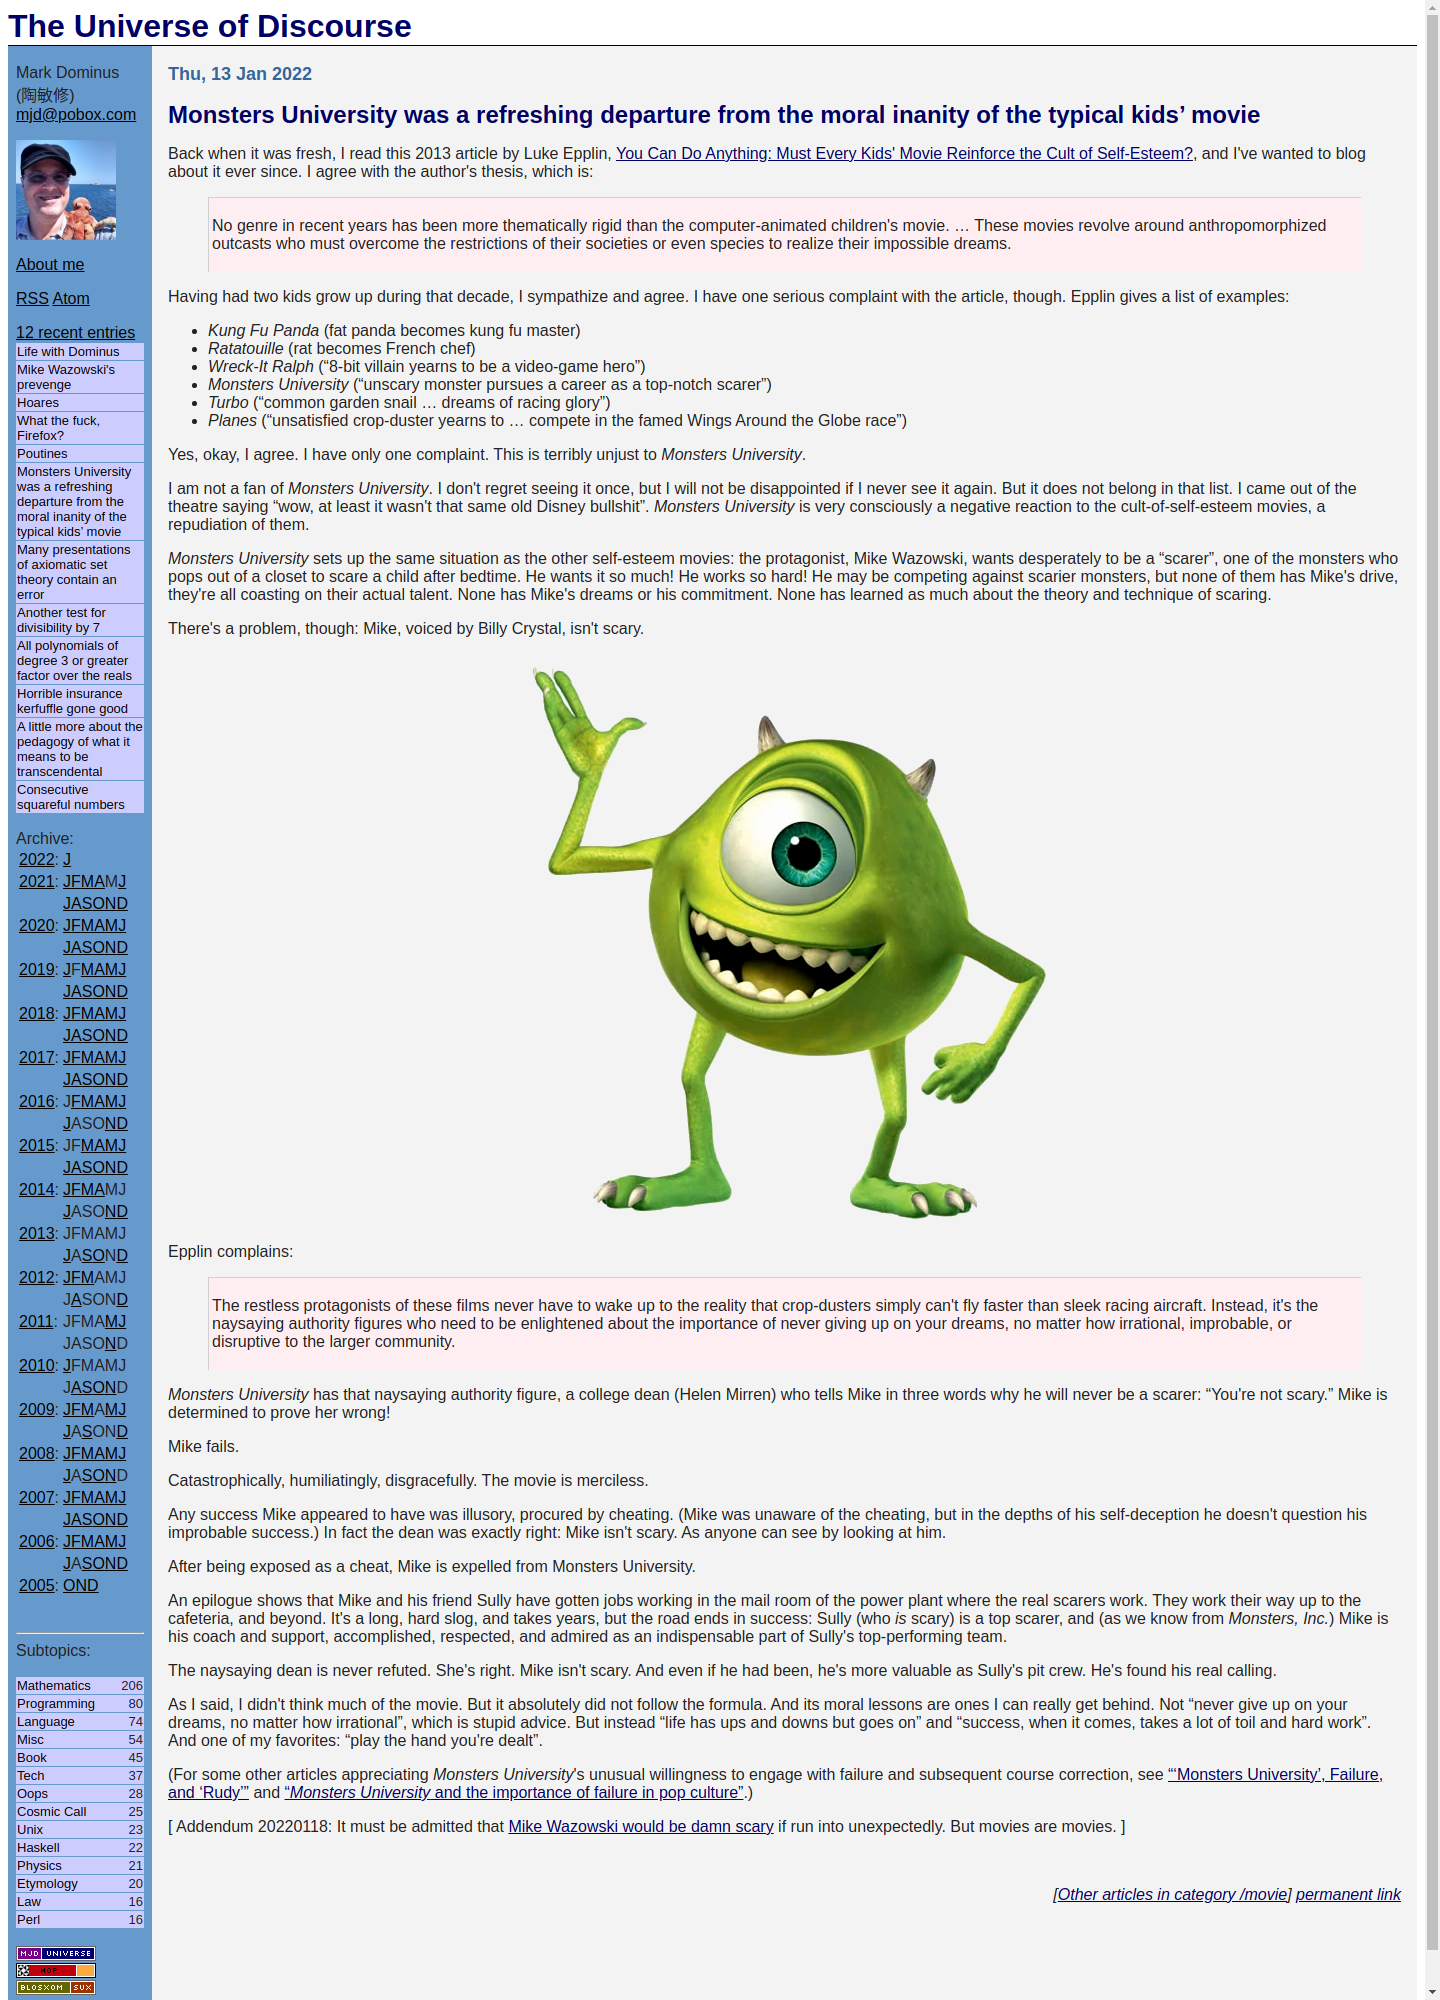 The Universe of Discourse
Mark Dominus
(陶敏修)
mjd@pobox.com
About me
RSS Atom
12 recent entries
Life with Dominus
Mike Wazowski's
prevenge
Hoares
What the fuck,
Firefox?
Poutines
Monsters University
was a refreshing
departure from the
moral inanity of the
typical kids’ movie
Many presentations
of axiomatic set
theory contain an
error
Another test for
divisibility by 7
All polynomials of
degree 3 or greater
factor over the reals
Horrible insurance
kerfuffle gone good
A little more about the
pedagogy of what it
means to be
transcendental
Consecutive
squareful numbers
Archive:
2022: J
2021: JFMAMJ
JASOND
2020: JFMAMJ
JASOND
2019: JFMAMJ
JASOND
2018: JFMAMJ
JASOND
2017: JFMAMJ
JASOND
2016: JFMAMJ
JASOND
2015: JFMAMJ
JASOND
2014: JFMAMJ
JASOND
2013: JFMAMJ
JASOND
2012: JFMAMJ
JASOND
2011: JFMAMJ
JASOND
2010: JFMAMJ
JASOND
2009: JFMAMJ
JASOND
2008: JFMAMJ
JASOND
2007: JFMAMJ
JASOND
2006: JFMAMJ
JASOND
2005: OND
Subtopics:
Mathematics 206
Programming 80
Language 74
Misc 54
Book 45
Tech 37
Oops 28
Cosmic Call 25
Unix 23
Haskell 22
Physics 21
Etymology 20
Law 16
Perl 16
MJD UNIVERSE
HOP
BLOSXOM SUX
Thu, 13 Jan 2022
Monsters University was a refreshing departure from the moral inanity of the typical kids’ movie
Back when it was fresh, I read this 2013 article by Luke Epplin, You Can Do Anything: Must Every Kids' Movie Reinforce the Cult of Self-Esteem?, and I've wanted to blog
about it ever since. I agree with the author's thesis, which is:
No genre in recent years has been more thematically rigid than the computer-animated children's movie. … These movies revolve around anthropomorphized
outcasts who must overcome the restrictions of their societies or even species to realize their impossible dreams.
Having had two kids grow up during that decade, I sympathize and agree. I have one serious complaint with the article, though. Epplin gives a list of examples:
• Kung Fu Panda (fat panda becomes kung fu master)
• Ratatouille (rat becomes French chef)
• Wreck-It Ralph (“8-bit villain yearns to be a video-game hero”)
• Monsters University (“unscary monster pursues a career as a top-notch scarer”)
• Turbo (“common garden snail … dreams of racing glory”)
• Planes (“unsatisfied crop-duster yearns to … compete in the famed Wings Around the Globe race”)
Yes, okay, I agree. I have only one complaint. This is terribly unjust to Monsters University.
I am not a fan of Monsters University. I don't regret seeing it once, but I will not be disappointed if I never see it again. But it does not belong in that list. I came out of the
theatre saying “wow, at least it wasn't that same old Disney bullshit”. Monsters University is very consciously a negative reaction to the cult-of-self-esteem movies, a
repudiation of them.
Monsters University sets up the same situation as the other self-esteem movies: the protagonist, Mike Wazowski, wants desperately to be a “scarer”, one of the monsters who
pops out of a closet to scare a child after bedtime. He wants it so much! He works so hard! He may be competing against scarier monsters, but none of them has Mike's drive,
they're all coasting on their actual talent. None has Mike's dreams or his commitment. None has learned as much about the theory and technique of scaring.
There's a problem, though: Mike, voiced by Billy Crystal, isn't scary.
Epplin complains:
The restless protagonists of these films never have to wake up to the reality that crop-dusters simply can't fly faster than sleek racing aircraft. Instead, it's the
naysaying authority figures who need to be enlightened about the importance of never giving up on your dreams, no matter how irrational, improbable, or
disruptive to the larger community.
Monsters University has that naysaying authority figure, a college dean (Helen Mirren) who tells Mike in three words why he will never be a scarer: “You're not scary.” Mike is
determined to prove her wrong!
Mike fails.
Catastrophically, humiliatingly, disgracefully. The movie is merciless.
Any success Mike appeared to have was illusory, procured by cheating. (Mike was unaware of the cheating, but in the depths of his self-deception he doesn't question his
improbable success.) In fact the dean was exactly right: Mike isn't scary. As anyone can see by looking at him.
After being exposed as a cheat, Mike is expelled from Monsters University.
An epilogue shows that Mike and his friend Sully have gotten jobs working in the mail room of the power plant where the real scarers work. They work their way up to the
cafeteria, and beyond. It's a long, hard slog, and takes years, but the road ends in success: Sully (who is scary) is a top scarer, and (as we know from Monsters, Inc.) Mike is
his coach and support, accomplished, respected, and admired as an indispensable part of Sully's top-performing team.
The naysaying dean is never refuted. She's right. Mike isn't scary. And even if he had been, he's more valuable as Sully's pit crew. He's found his real calling.
As I said, I didn't think much of the movie. But it absolutely did not follow the formula. And its moral lessons are ones I can really get behind. Not “never give up on your
dreams, no matter how irrational”, which is stupid advice. But instead “life has ups and downs but goes on” and “success, when it comes, takes a lot of toil and hard work”.
And one of my favorites: “play the hand you're dealt”.
(For some other articles appreciating Monsters University's unusual willingness to engage with failure and subsequent course correction, see “‘Monsters University’, Failure,
and ‘Rudy’” and “Monsters University and the importance of failure in pop culture”.)
[ Addendum 20220118: It must be admitted that Mike Wazowski would be damn scary if run into unexpectedly. But movies are movies. ]
[Other articles in category /movie] permanent link